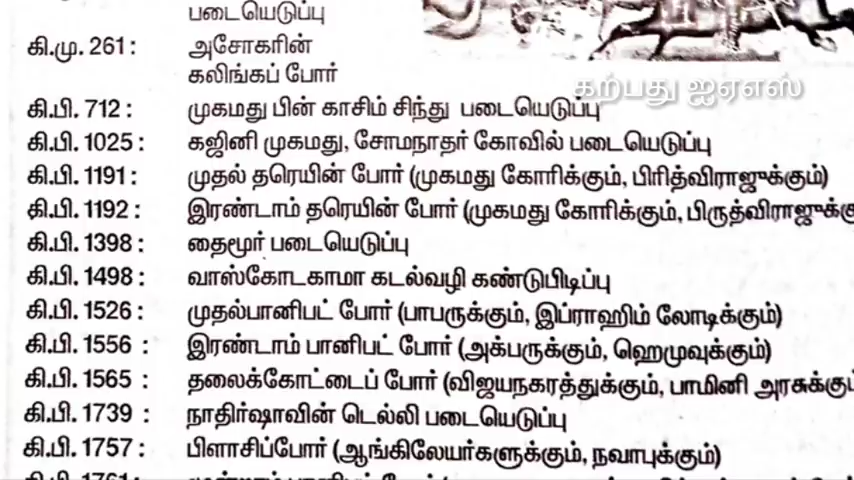 படையெடுப்பு
கி.மு. 261 : அசோகரின்
கலிங்கப் போர்
கற்பது ஐஏஎஸ்
கி.பி. 712 : முகமது பின் காசிம் சிந்து படையெடுப்பு
கி.பி. 1025 : கஜினி முகமது, சோமநாதர் கோவில் படையெடுப்பு
கி.பி. 1191 : முதல் தரெயின் போர் (முகமது கோரிக்கும், பிரித்விராஜுக்கும்)
கி.பி. 1192 : இரண்டாம் தரெயின் போர் (முகமது கோரிக்கும்,
கி.பி. 1398 : தைமூர் படையெடுப்பு
கி.பி. 1498 : வாஸ்கோடகாமா கடல்வழி கண்டுபிடிப்பு
கி.பி. 1526 : முதல்பானிபட் போர் (பாபருக்கும், இப்ராஹிம் லோடிக்கும்)
கி.பி. 1556 : இரண்டாம் பானிபட் போர் (அக்பருக்கும், ஹெமுவுக்கும்)
கி.பி. 1565 : தலைக்கோட்டைப் போர் (விஜயநகரத்துக்கும், பாமினி
கி.பி. 1739 : நாதிர்ஷாவின் டெல்லி படையெடுப்பு
கி.பி. 1757 : பிளாசிப்போர் (ஆங்கிலேயர்களுக்கும், நவாபுக்கும்)
கி.பி. 1761